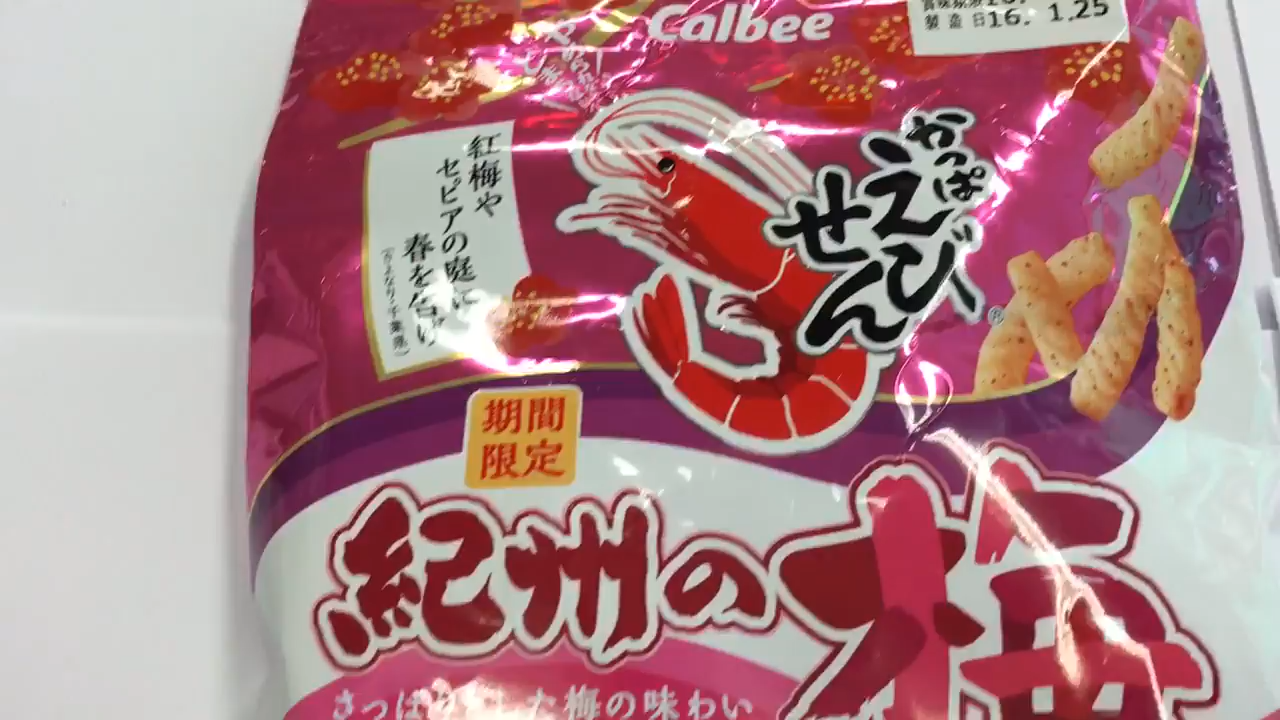 Calbee
製造日16. 1.25
かっぱ
えび
せん
®
紅梅や
セピアの庭に
春を告げ
期間
限定
紀州の梅
梅の味わい